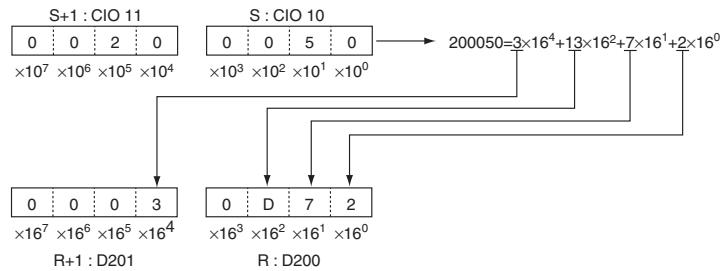 S+1 : CIO 11 S : CIO 10
0 0 2 0 0 0 5 0 200050=3×16⁴+13×16²+7×16¹+2×16⁰
×10⁷ ×10⁶ ×10⁵ ×10⁴ ×10³ ×10² ×10¹ ×10⁰
0 0 0 3 0 D 7 2
×16⁷ ×16⁶ ×16⁵ ×16⁴ ×16³ ×16² ×16¹ ×16⁰
R+1 : D201 R : D200